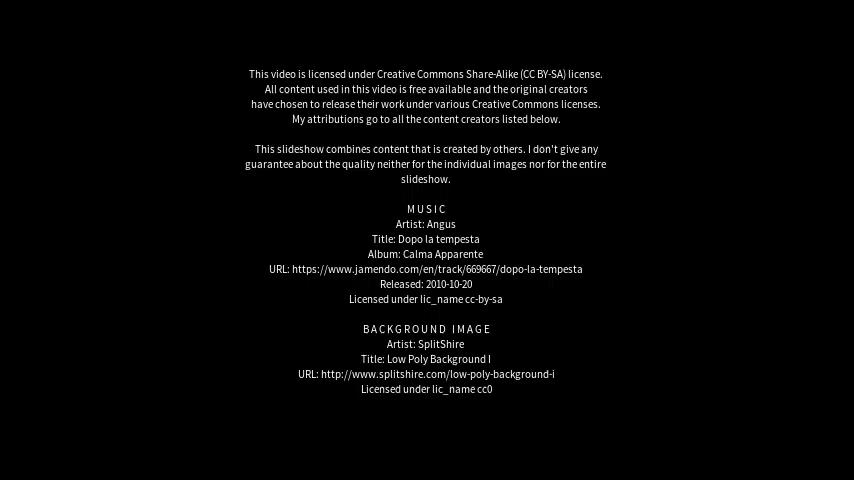 This video is licensed under Creative Commons Share-Alike (CC BY-SA) license.
All content used in this video is free available and the original creators
have chosen to release their work under various Creative Commons licenses.
My attributions go to all the content creators listed below.
This slideshow combines content that is created by others. I don't give any
guarantee about the quality neither for the individual images nor for the entire
slideshow.
MUSIC
Artist: Angus
Title: Dopo la tempesta
Album: Calma Apparente
URL: https://www.jamendo.com/en/track/669667/dopo-la-tempesta
Released: 2010-10-20
Licensed under lic_name cc-by-sa
BACKGROUND IMAGE
Artist: SplitShire
Title: Low Poly Background I
URL: http://www.splitshire.com/low-poly-background-i
Licensed under lic_name cc0